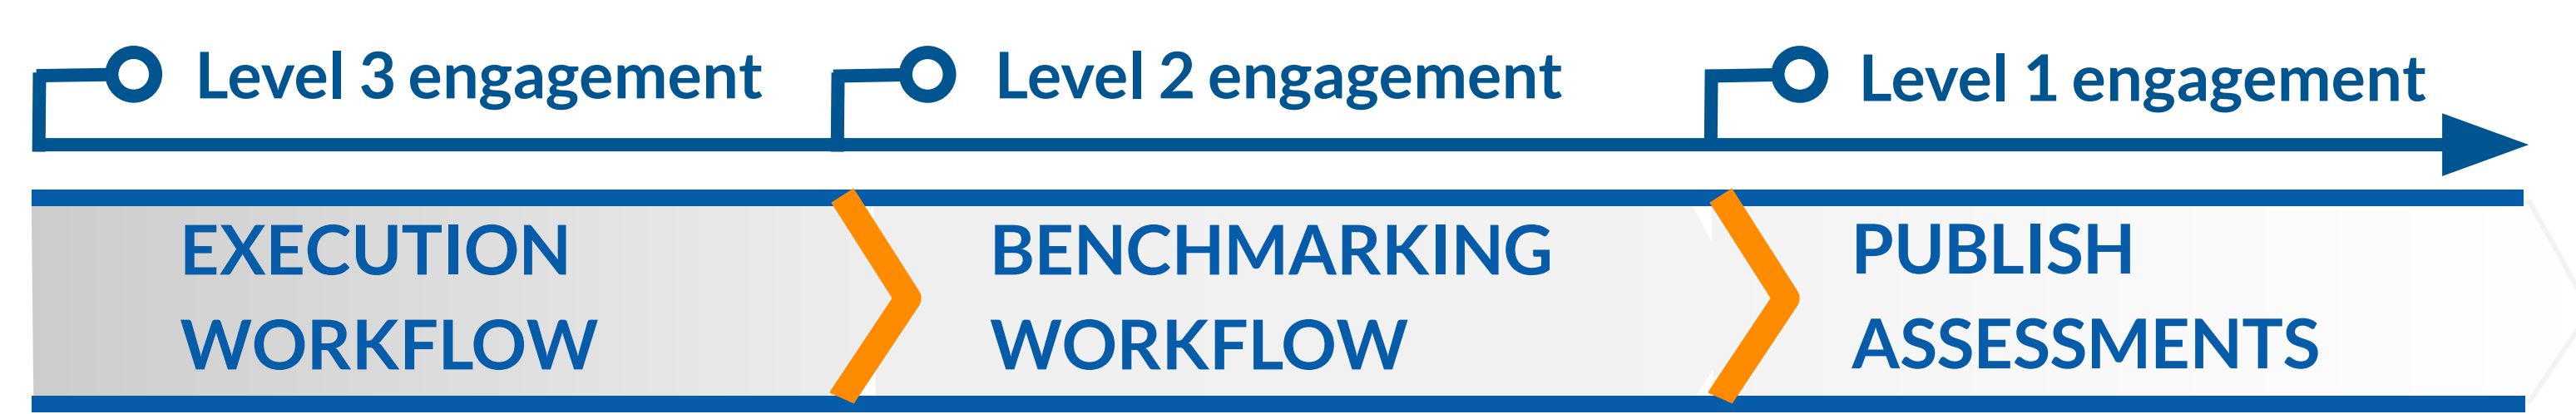 Level 3 engagement
Level 2 engagement
Level 1 engagement
EXECUTION
WORKFLOW
BENCHMARKING
WORKFLOW
PUBLISH
ASSESSMENTS